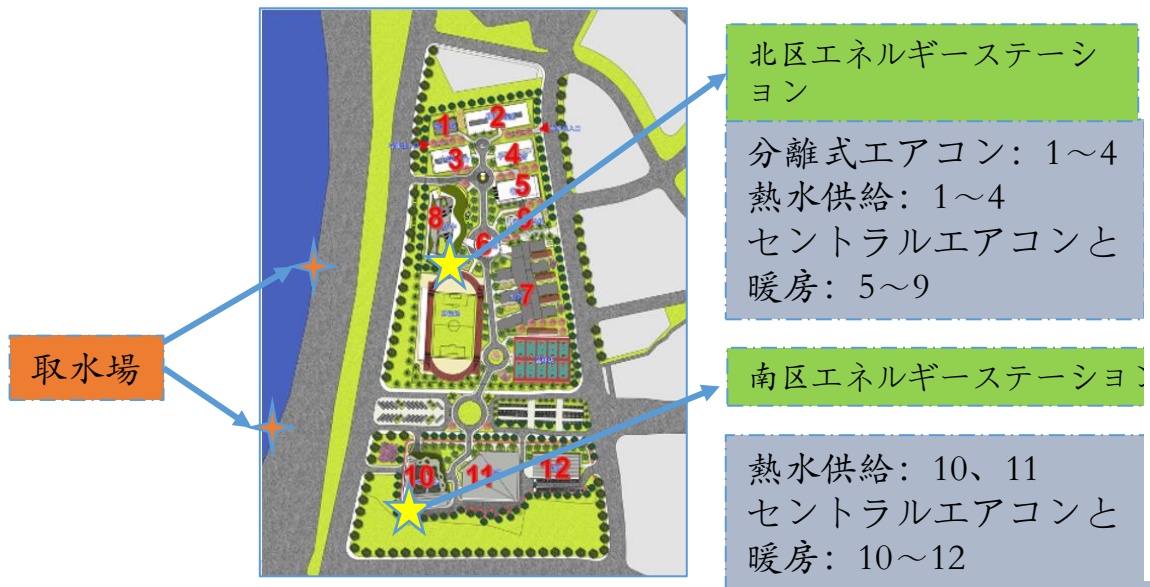 北区エネルギーステーシ
ョン
分離式エアコン: 1～4
熱水供給: 1～4
セントラルエアコンと
暖房: 5～9
取水場
南区エネルギーステーション
熱水供給: 10、11
セントラルエアコンと
暖房: 10～12
1
2
3
4
5
8
9
6
7
10
11
12